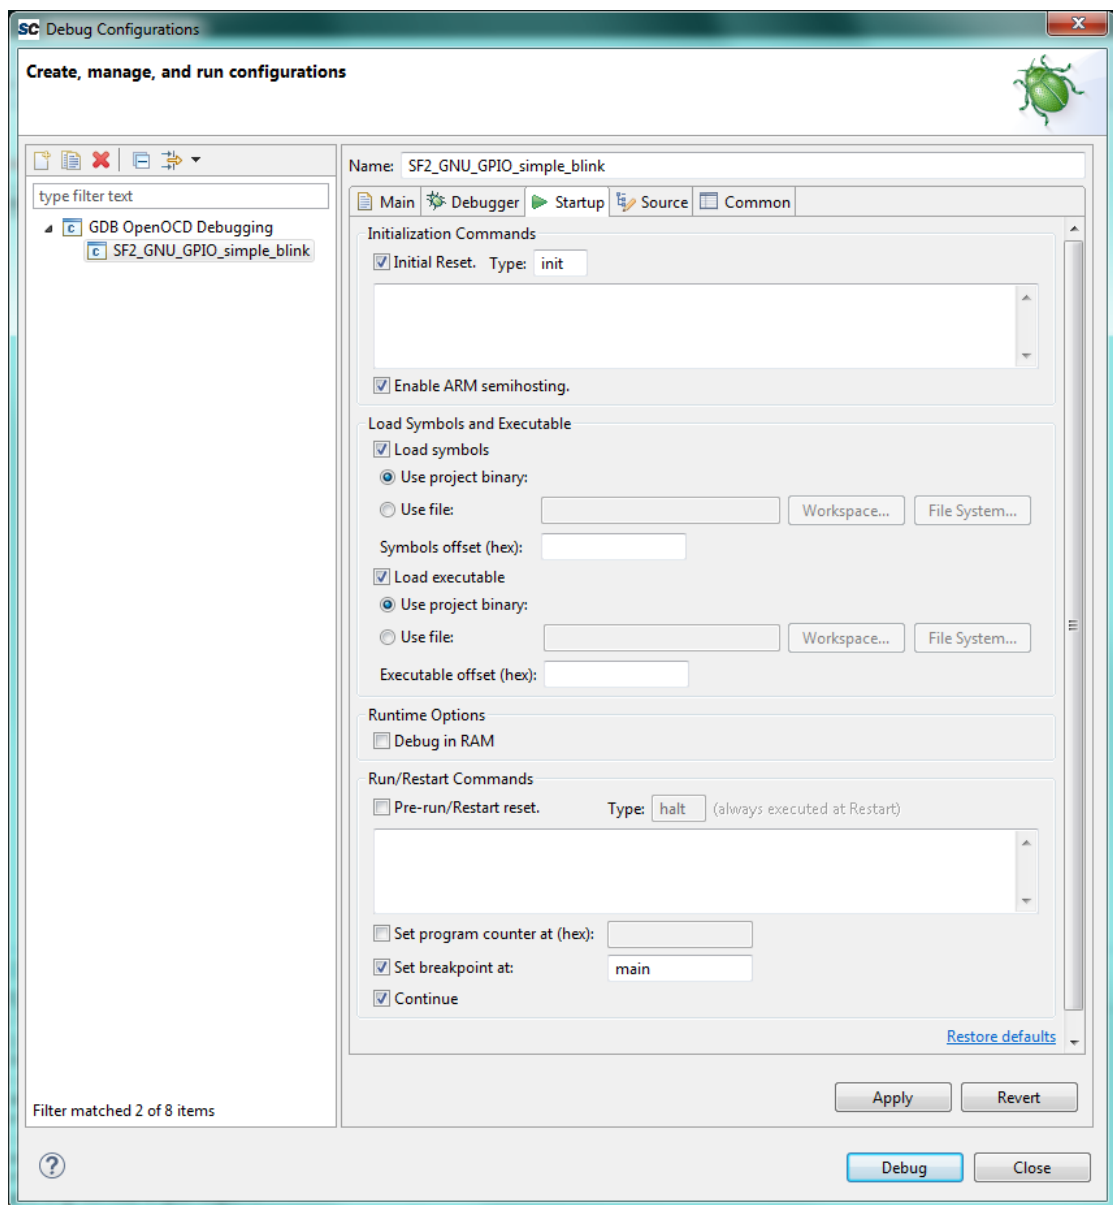 SC Debug Configurations
Create, manage, and run configurations
type filter text
GDB OpenOCD Debugging
SF2_GNU_GPIO_simple_blink
Filter matched 2 of 8 items
Name: SF2_GNU_GPIO_simple_blink
Main Debugger Startup Source Common
Initialization Commands
Initial Reset. Type: init
Enable ARM semihosting.
Load Symbols and Executable
Load symbols
Use project binary:
Use file: Workspace... File System...
Symbols offset (hex):
Load executable
Use project binary:
Use file: Workspace... File System...
Executable offset (hex):
Runtime Options
Debug in RAM
Run/Restart Commands
Pre-run/Restart reset. Type: halt (always executed at Restart)
Set program counter at (hex):
Set breakpoint at: main
Continue
Restore defaults
Apply Revert
Debug Close